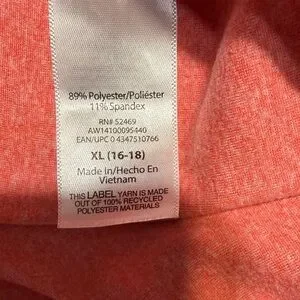 89% Polyester/Poliéster
11% Spandex
RN# 52469
AW14100095440
EAN/UPC 0 4347510766
XL (16-18)
Made In/Hecho En
Vietnam
THIS LABEL YARN IS MADE
OUT OF 100% RECYCLED
POLYESTER MATERIALS